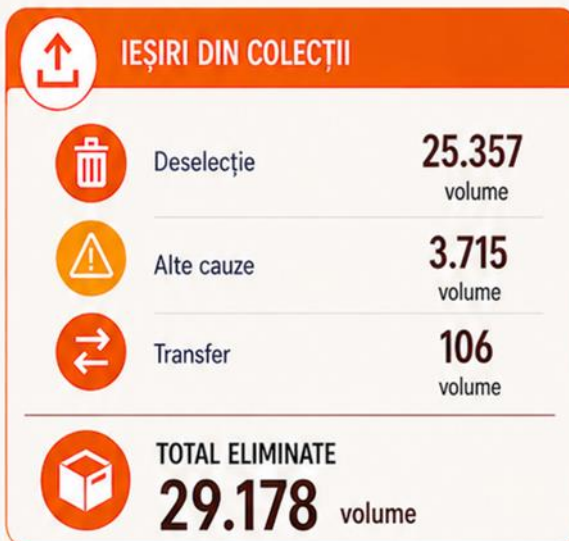 IEȘIRI DIN COLECȚII
Deselecție
25.357
volume
Alte cauze
3.715
volume
Transfer
106
volume
TOTAL ELIMINATE
29.178 volume